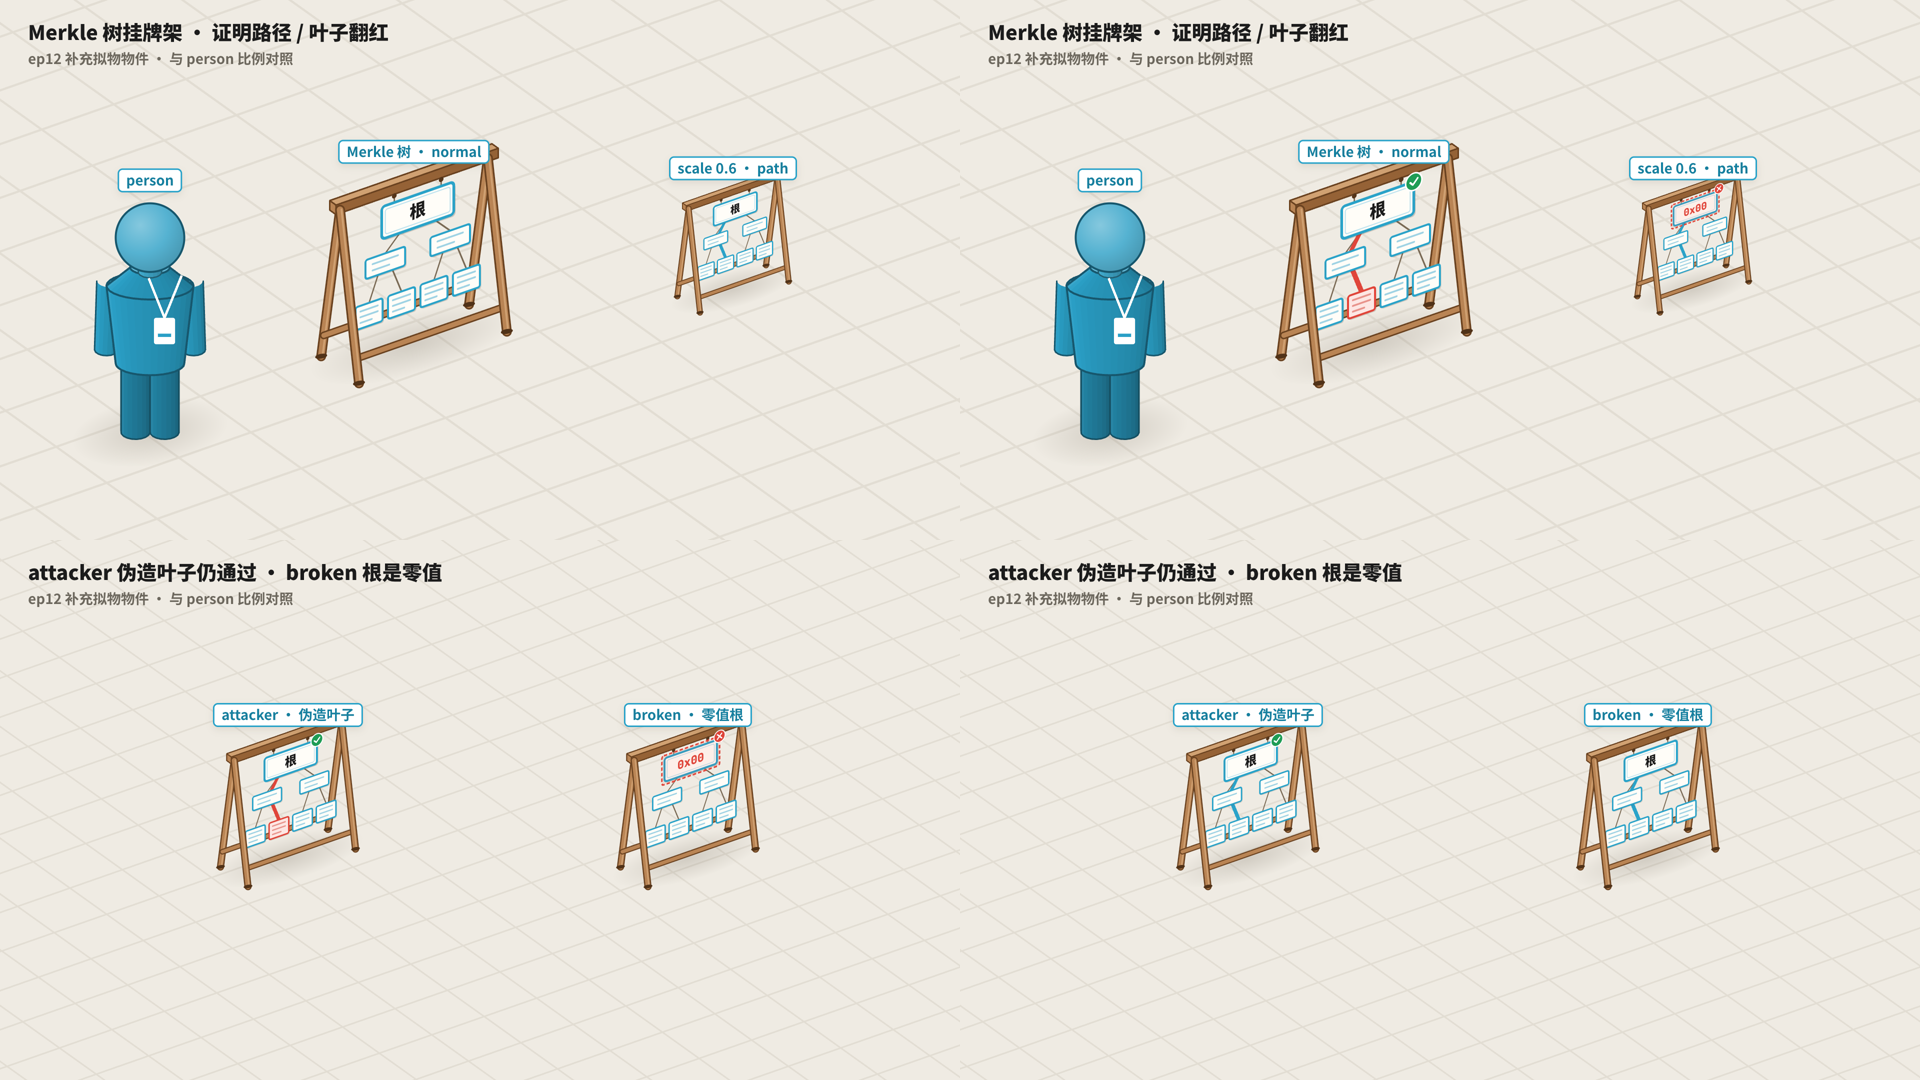 Merkle 树挂牌架 · 证明路径 / 叶子翻红
ep12 补充拟物物件 · 与 person 比例对照
person
Merkle 树 · normal
根
scale 0.6 · path
根
Merkle 树挂牌架 · 证明路径 / 叶子翻红
ep12 补充拟物物件 · 与 person 比例对照
person
Merkle 树 · normal
根
scale 0.6 · path
0x00
attacker 伪造叶子仍通过 · broken 根是零值
ep12 补充拟物物件 · 与 person 比例对照
attacker · 伪造叶子
根
broken · 零值根
0x00
attacker 伪造叶子仍通过 · broken 根是零值
ep12 补充拟物物件 · 与 person 比例对照
attacker · 伪造叶子
根
broken · 零值根
根